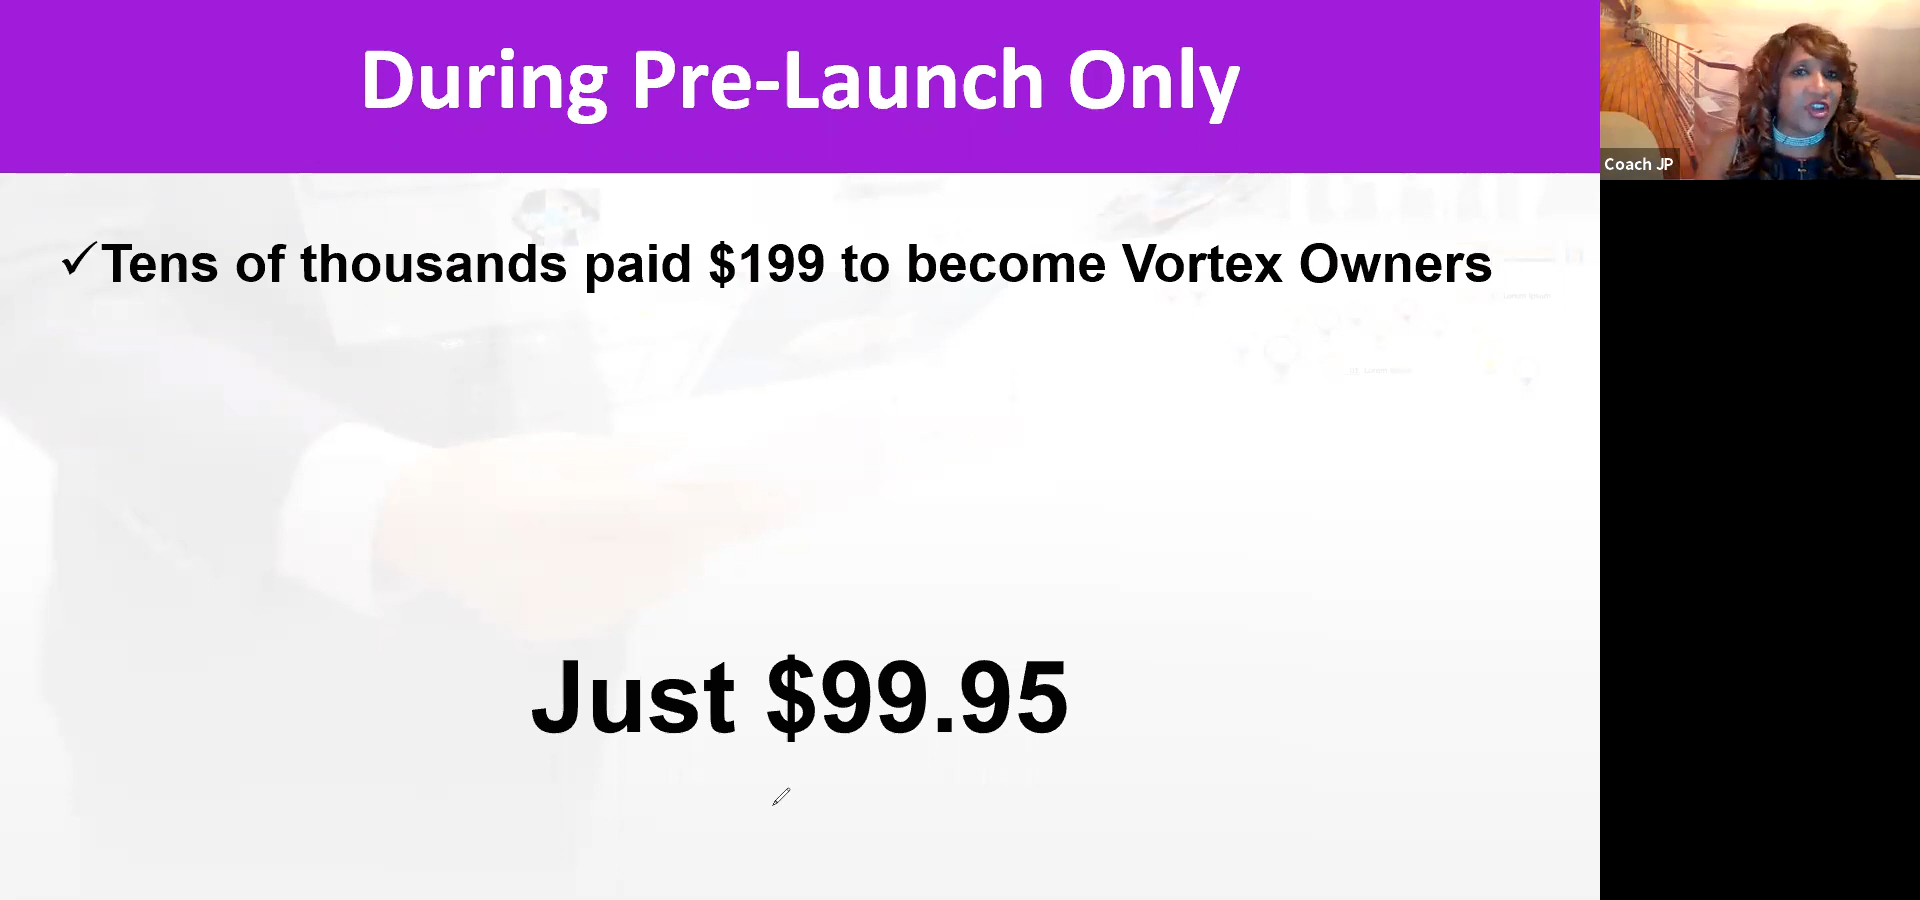 During Pre-Launch Only
Coach JP
✓Tens of thousands paid $199 to become Vortex Owners
Just $99.95